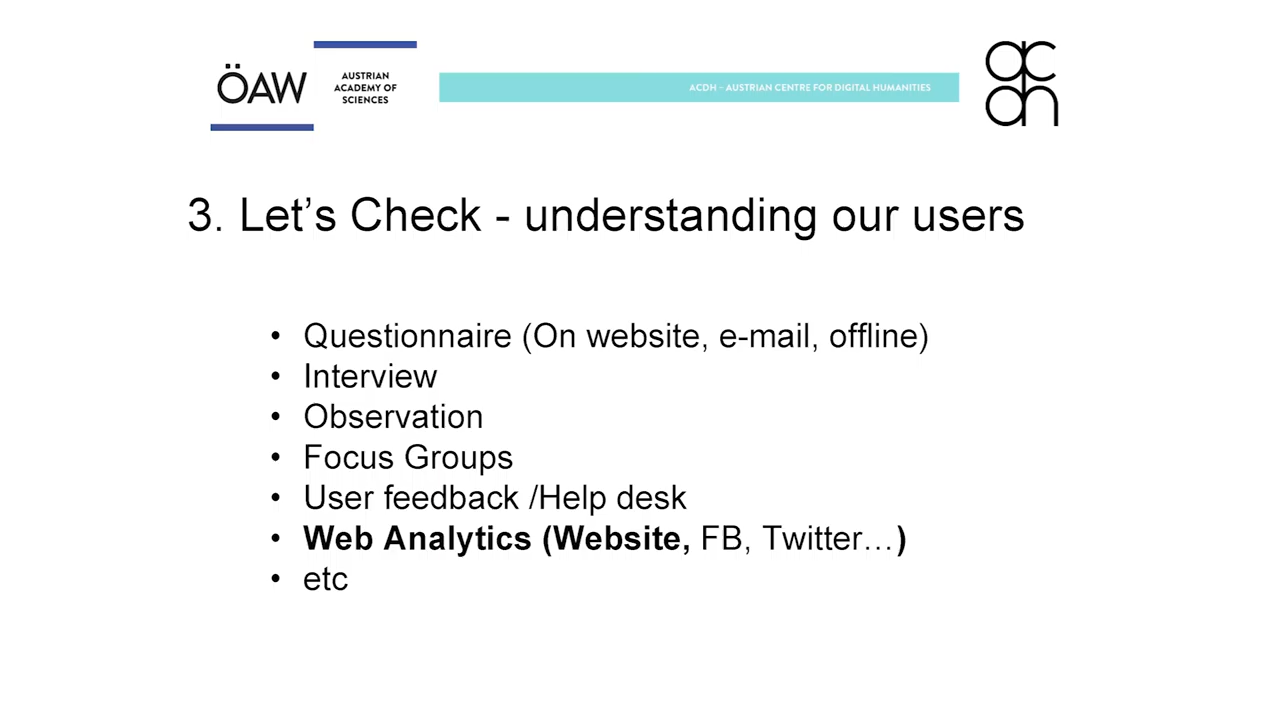 ÖAW
AUSTRIAN
ACADEMY OF
SCIENCES
ACDH – AUSTRIAN CENTRE FOR DIGITAL HUMANITIES
ac
dh
3. Let’s Check - understanding our users
• Questionnaire (On website, e-mail, offline)
• Interview
• Observation
• Focus Groups
• User feedback /Help desk
• Web Analytics (Website, FB, Twitter…)
• etc